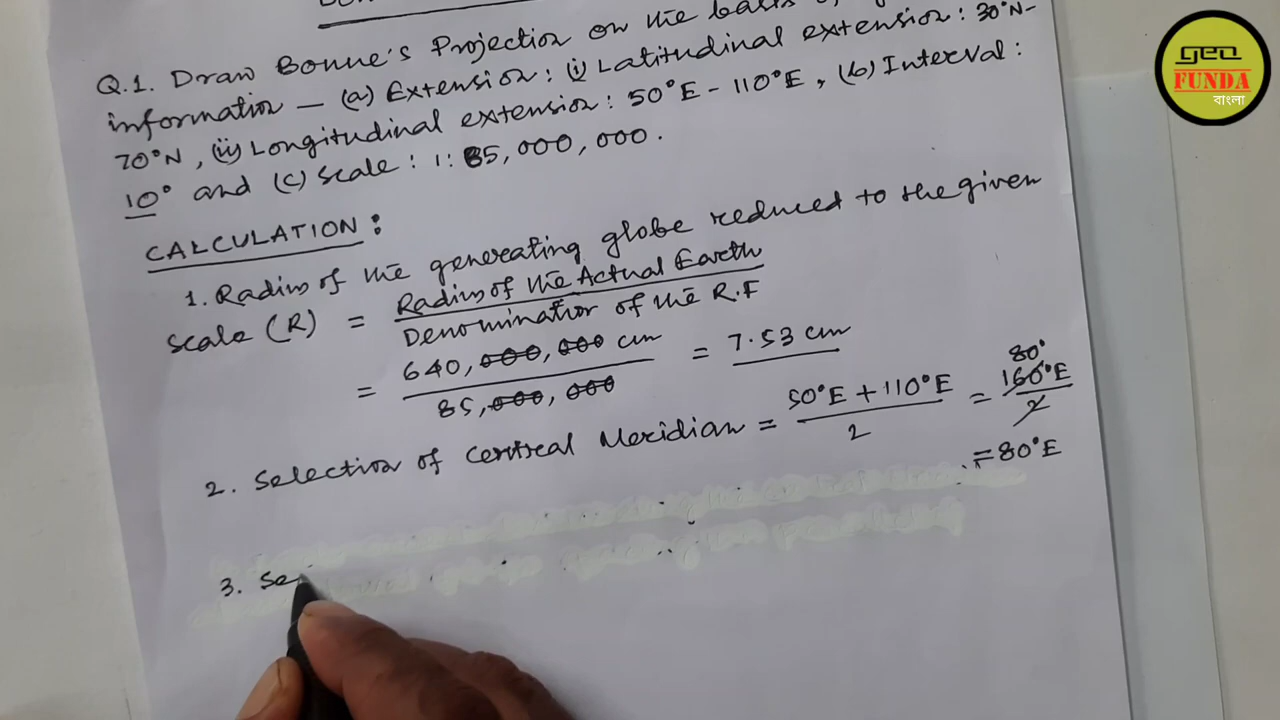 Q.1. Draw Bonne's Projection on the basis
information — (a) Extension: (i) Latitudinal extension: 30°N-
70°N, (ii) Longitudinal extension: 50°E - 110°E, (b) Interval:
10° and (c) Scale: 1: 85,000,000.
CALCULATION:
1. Radius of the generating globe reduced to the given
scale (R) = Radius of the Actual Earth
Denominator of the R.F
= 640,000,000 cm = 7.53 cm
85,000,000
2. Selection of Central Meridian = 50°E + 110°E = 160°E 80°
2 2
= 80°E
3. Se
GEO
FUNDA
বাংলা